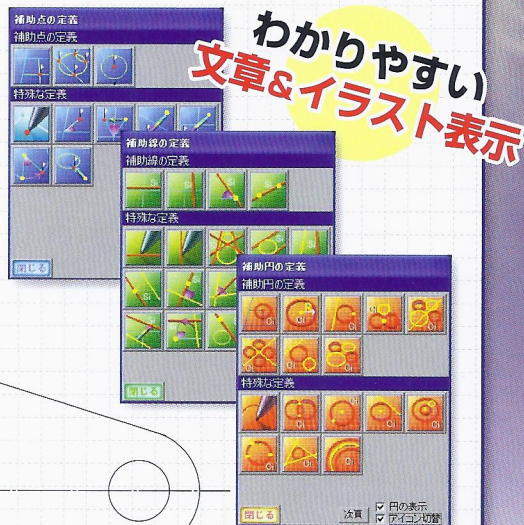 わかりやすい
文章&イラスト表示
補助点の定義
補助点の定義
特殊な定義
閉じる
補助線の定義
補助線の定義
特殊な定義
閉じる
補助円の定義
補助円の定義
特殊な定義
閉じる
次頁
円の表示
アイコン切替